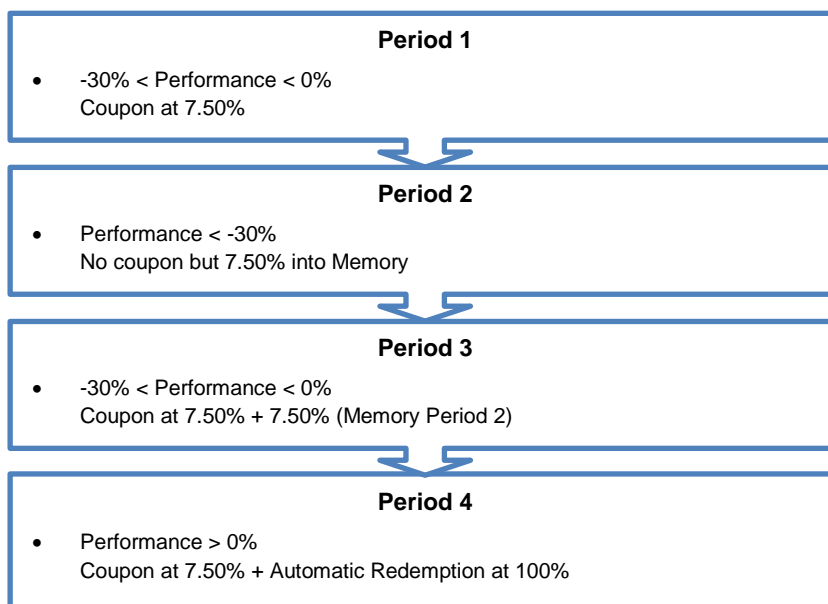 Period 1
• -30% < Performance < 0%
Coupon at 7.50%
Period 2
• Performance < -30%
No coupon but 7.50% into Memory
Period 3
• -30% < Performance < 0%
Coupon at 7.50% + 7.50% (Memory Period 2)
Period 4
• Performance > 0%
Coupon at 7.50% + Automatic Redemption at 100%